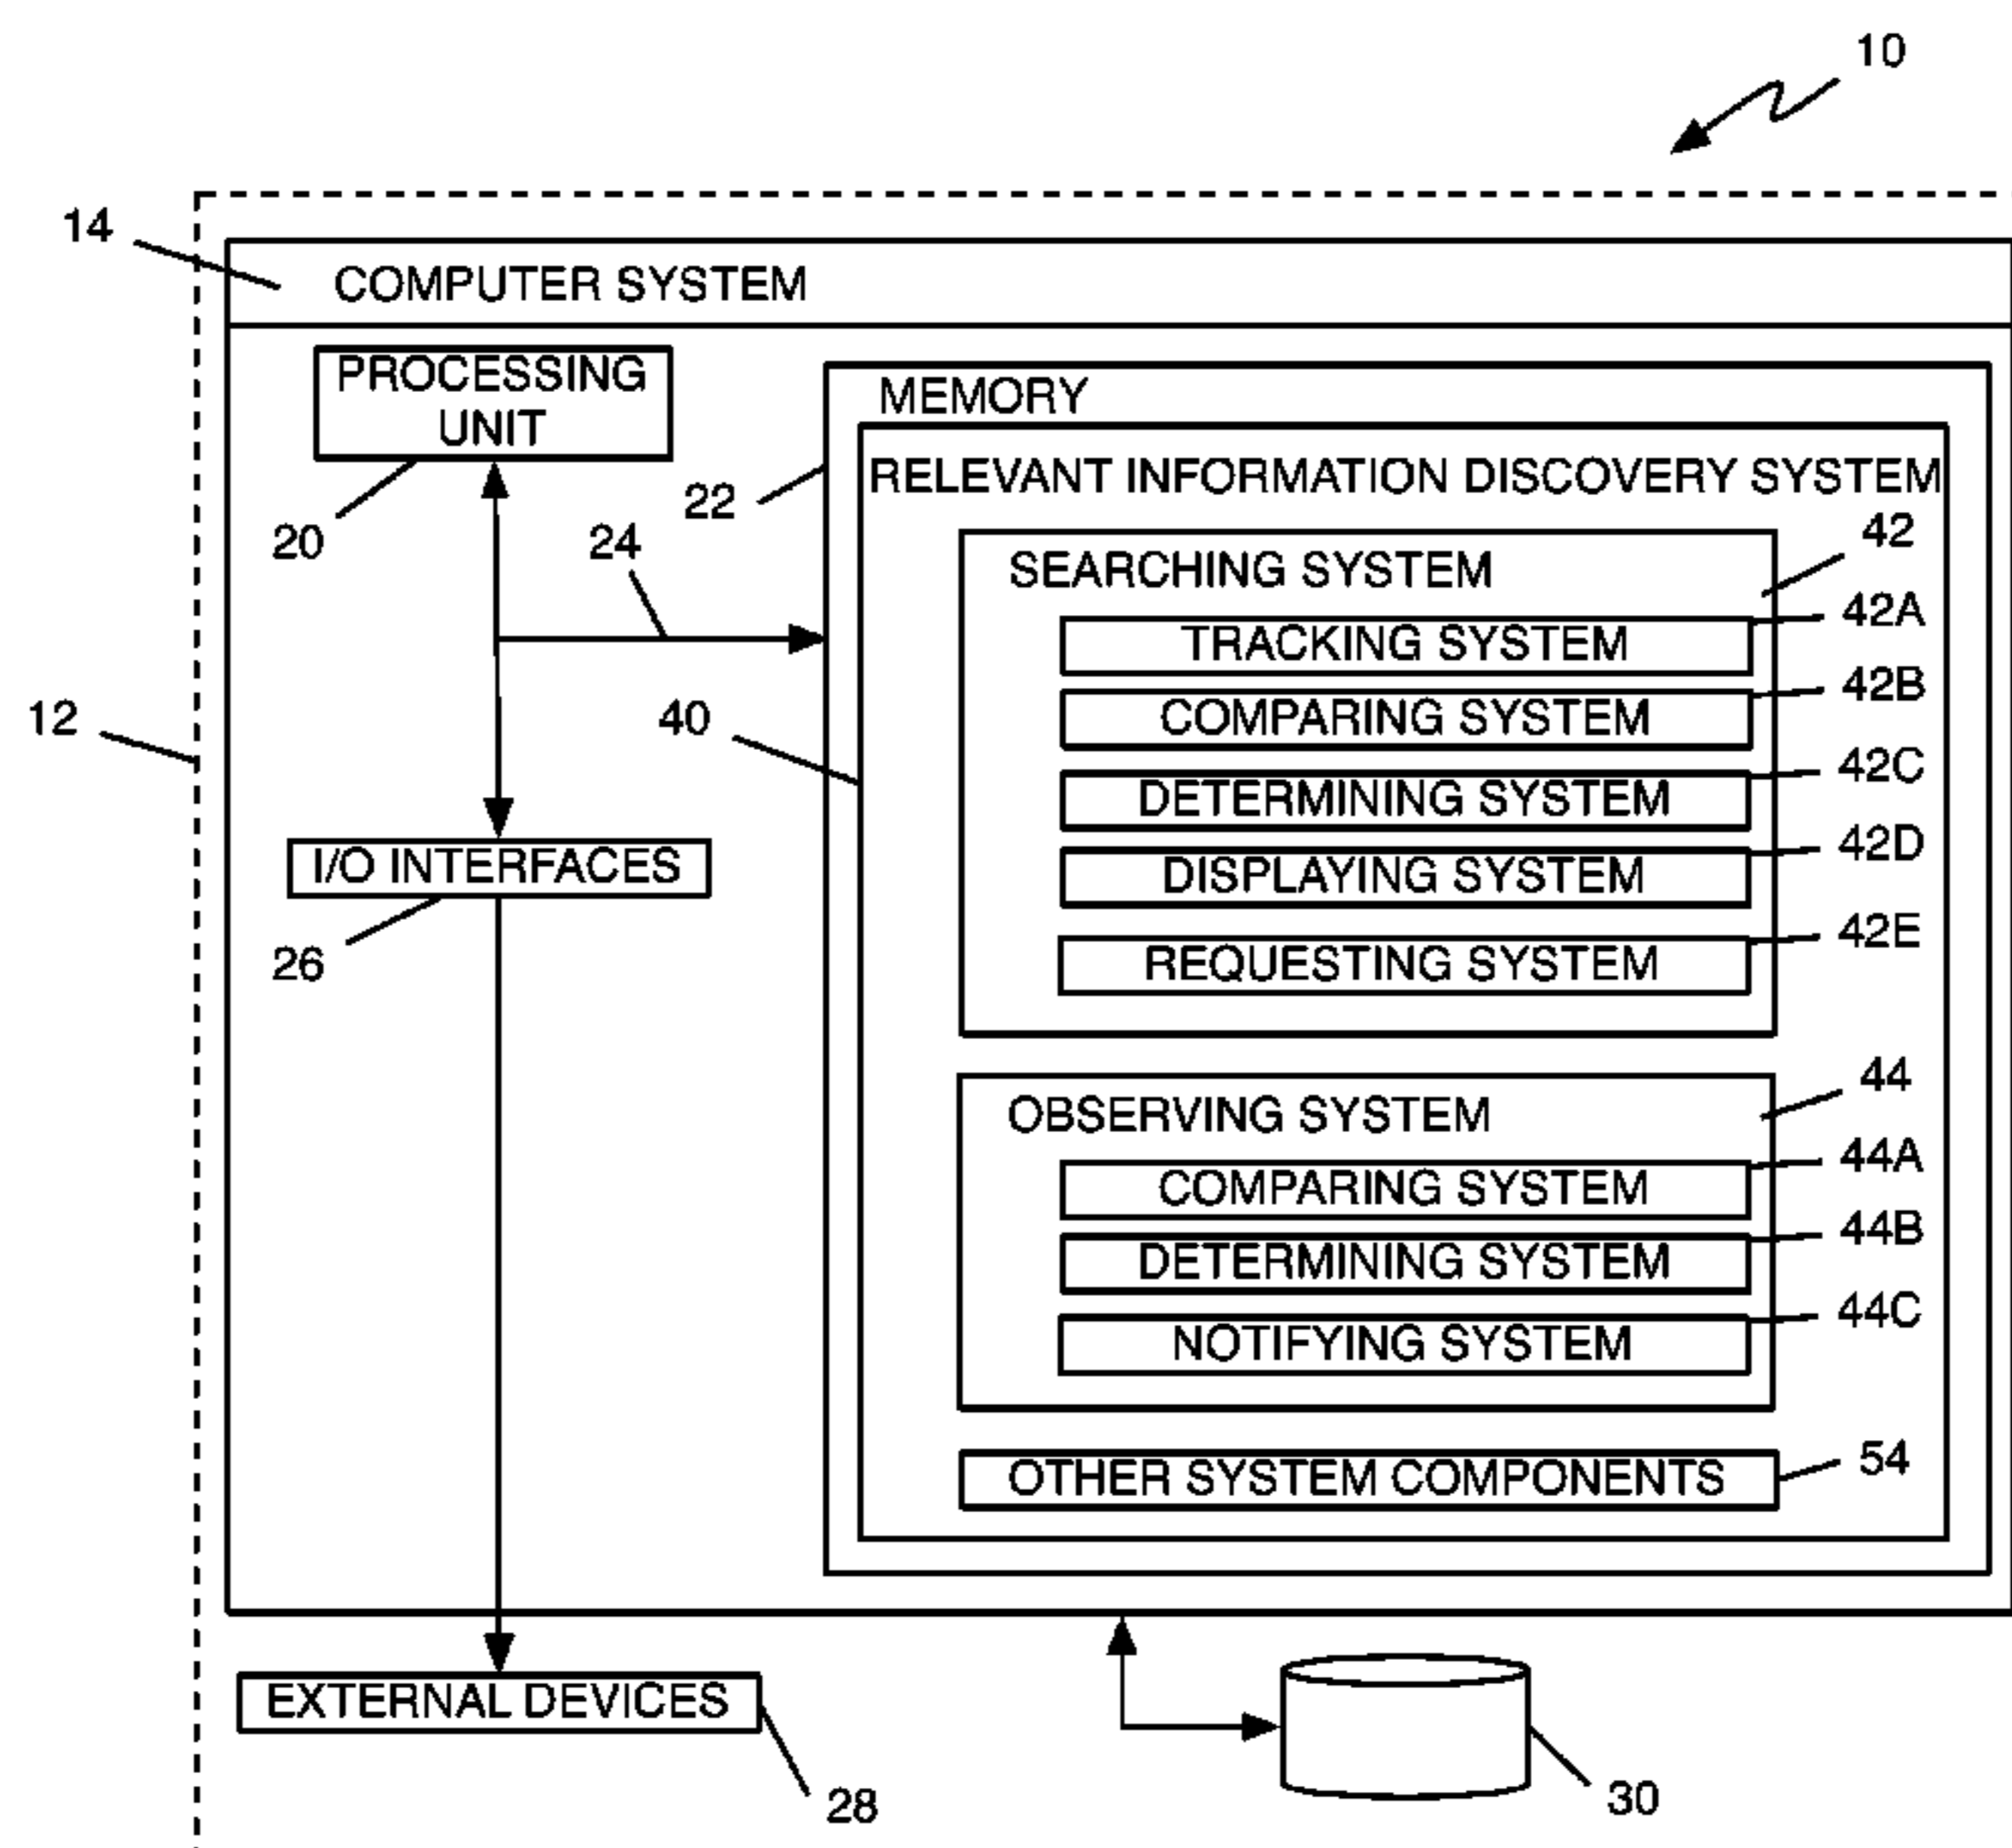 10
14
COMPUTER SYSTEM
PROCESSING
UNIT
MEMORY
RELEVANT INFORMATION DISCOVERY SYSTEM
22
20
24
42
SEARCHING SYSTEM
42A
TRACKING SYSTEM
42B
COMPARING SYSTEM
12
40
42C
DETERMINING SYSTEM
42D
DISPLAYING SYSTEM
I/O INTERFACES
42E
REQUESTING SYSTEM
26
44
OBSERVING SYSTEM
44A
COMPARING SYSTEM
44B
DETERMINING SYSTEM
44C
NOTIFYING SYSTEM
54
OTHER SYSTEM COMPONENTS
EXTERNAL DEVICES
28
30